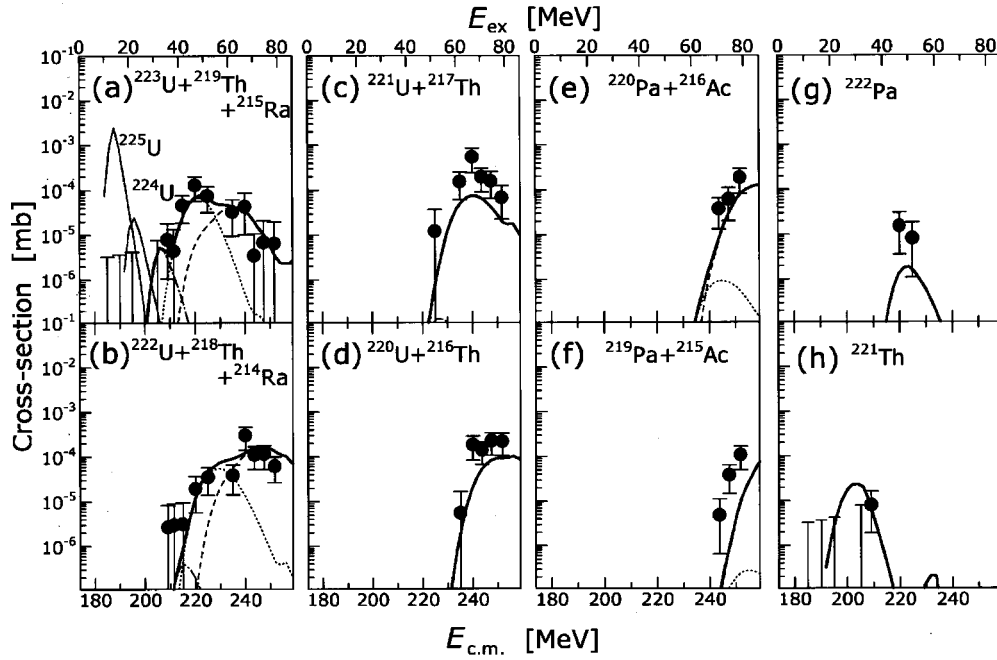 E_ex [MeV]
0 20 40 60 80 0 20 40 60 80 0 20 40 60 80 0 20 40 60 80
10^-1
10^-2
10^-3
10^-4
10^-5
10^-6
10^-1
10^-2
10^-3
10^-4
10^-5
10^-6
Cross-section [mb]
(a) ^223U+^219Th
+^215Ra
^225U
^224U
(c) ^221U+^217Th
(e) ^220Pa+^216Ac
(g) ^222Pa
(b) ^222U+^218Th
+^214Ra
(d) ^220U+^216Th
(f) ^219Pa+^215Ac
(h) ^221Th
180 200 220 240 180 200 220 240 180 200 220 240 180 200 220 240
E_c.m. [MeV]